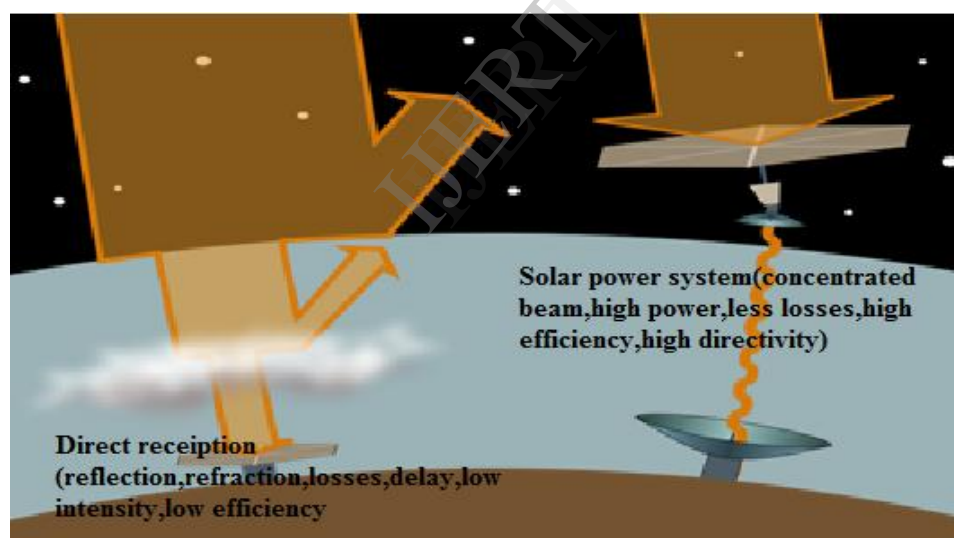 IJERT
Solar power system(concentrated
beam,high power,less losses,high
efficiency,high directivity)
Direct receiption
(reflection,refraction,losses,delay,low
intensity,low efficiency